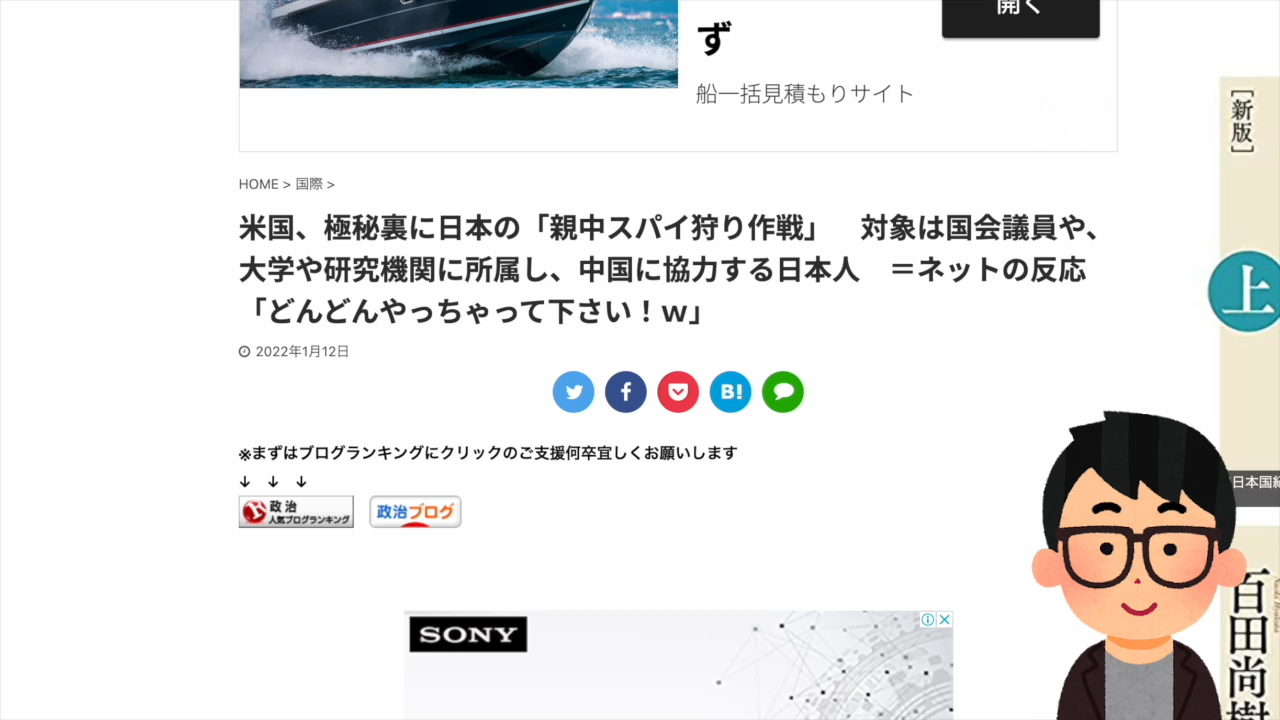 開く
ず
船一括見積もりサイト
[新版]
HOME > 国際 >
米国、極秘裏に日本の「親中スパイ狩り作戦」　対象は国会議員や、
大学や研究機関に所属し、中国に協力する日本人　＝ネットの反応
「どんどんやっちゃって下さい！ｗ」
上
2022年1月12日
B!
※まずはブログランキングにクリックのご支援何卒宜しくお願いします
↓ ↓ ↓
政治
人気ブログランキング
政治ブログ
日本国紀
SONY
百田尚樹